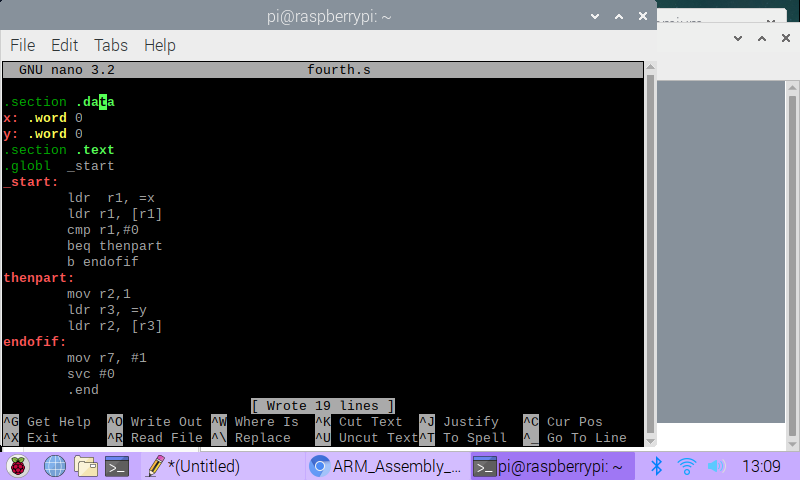 pi@raspberrypi: ~
File Edit Tabs Help
GNU nano 3.2 fourth.s
.section .data
x: .word 0
y: .word 0
.section .text
.globl _start
_start:
ldr r1, =x
ldr r1, [r1]
cmp r1,#0
beq thenpart
b endofif
thenpart:
mov r2,1
ldr r3, =y
ldr r2, [r3]
endofif:
mov r7, #1
svc #0
.end
[ Wrote 19 lines ]
^G Get Help ^O Write Out ^W Where Is ^K Cut Text ^J Justify ^C Cur Pos
^X Exit ^R Read File ^\ Replace ^U Uncut Text ^T To Spell ^_ Go To Line
*(Untitled) ARM_Assembly_... pi@raspberrypi: ~ 13:09